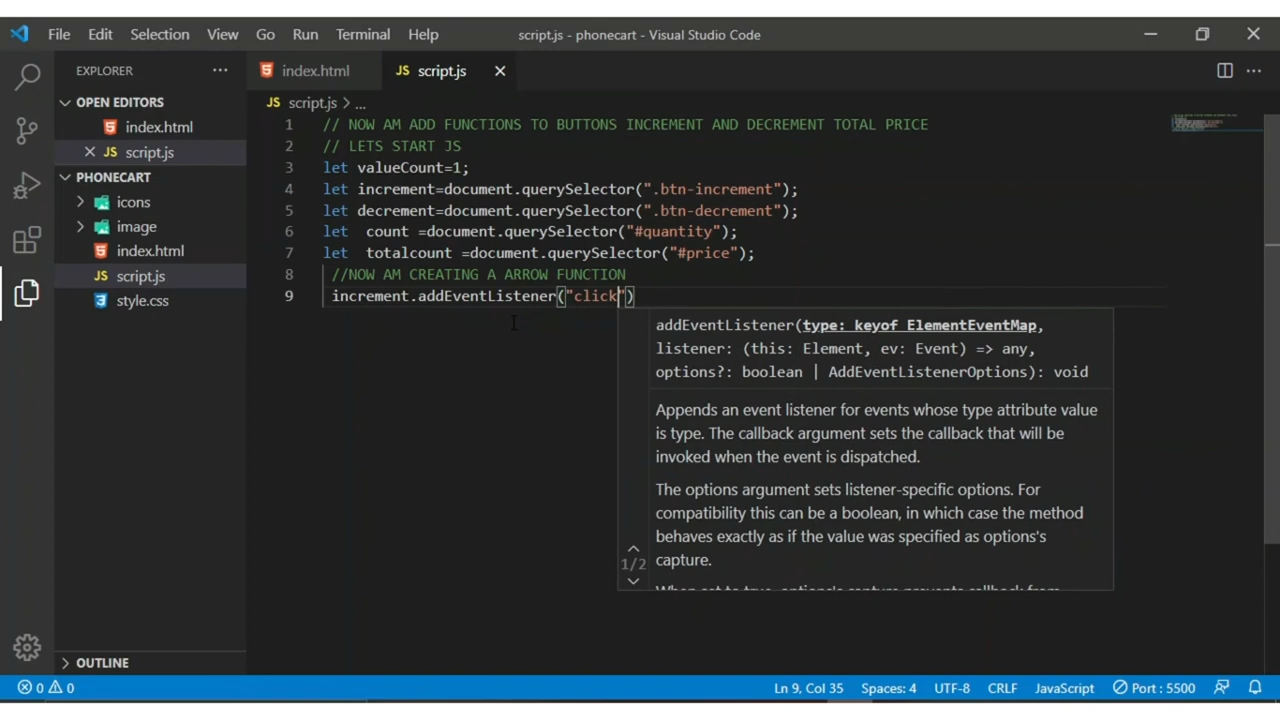 File Edit Selection View Go Run Terminal Help script.js - phonecart - Visual Studio Code
EXPLORER
OPEN EDITORS
index.html
JS script.js
PHONECART
icons
image
index.html
JS script.js
style.css
OUTLINE
index.html JS script.js
JS script.js > ...
1 // NOW AM ADD FUNCTIONS TO BUTTONS INCREMENT AND DECREMENT TOTAL PRICE
2 // LETS START JS
3 let valueCount=1;
4 let increment=document.querySelector(".btn-increment");
5 let decrement=document.querySelector(".btn-decrement");
6 let count =document.querySelector("#quantity");
7 let totalcount =document.querySelector("#price");
8 //NOW AM CREATING A ARROW FUNCTION
9 increment.addEventListener("click")
addEventListener(type: keyof ElementEventMap,
listener: (this: Element, ev: Event) => any,
options?: boolean | AddEventListenerOptions): void
Appends an event listener for events whose type attribute value
is type. The callback argument sets the callback that will be
invoked when the event is dispatched.
The options argument sets listener-specific options. For
compatibility this can be a boolean, in which case the method
behaves exactly as if the value was specified as options's
capture.
1/2
When set to true, options's capture prevents callback from
0 0 Ln 9, Col 35 Spaces: 4 UTF-8 CRLF JavaScript Port : 5500